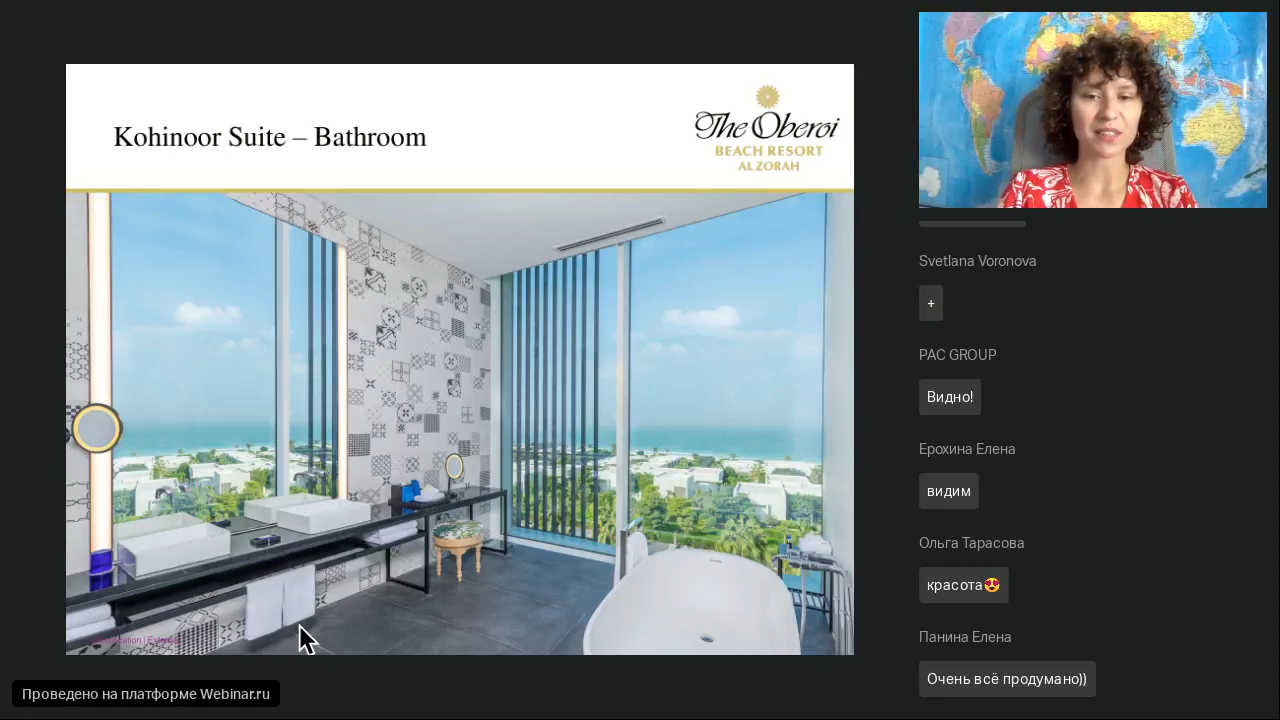 Kohinoor Suite – Bathroom
The Oberoi
BEACH RESORT
AL ZORAH
Проведено на платформе Webinar.ru
Svetlana Voronova
+
PAC GROUP
Видно!
Ерохина Елена
видим
Ольга Тарасова
красота😍
Панина Елена
Очень всё продумано))